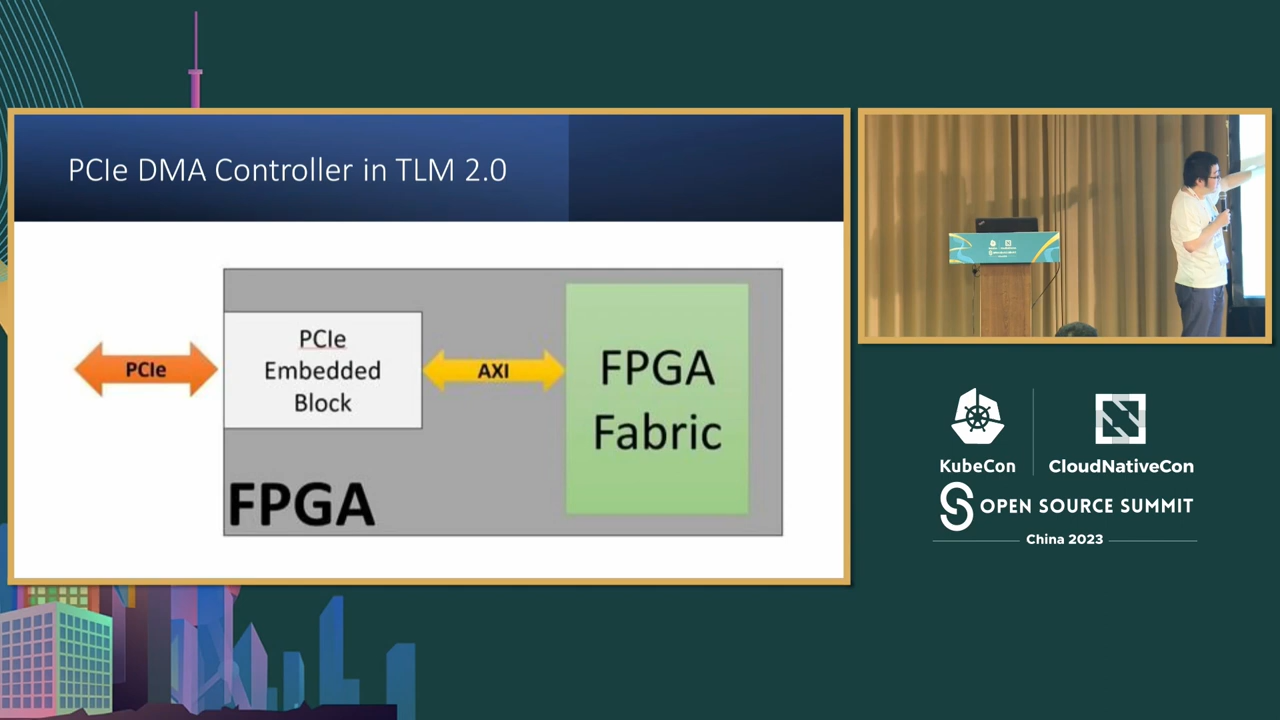 PCIe DMA Controller in TLM 2.0
PCIe
PCIe
Embedded
Block
AXI
FPGA
Fabric
FPGA
KubeCon
CloudNativeCon
OPEN SOURCE SUMMIT
China 2023